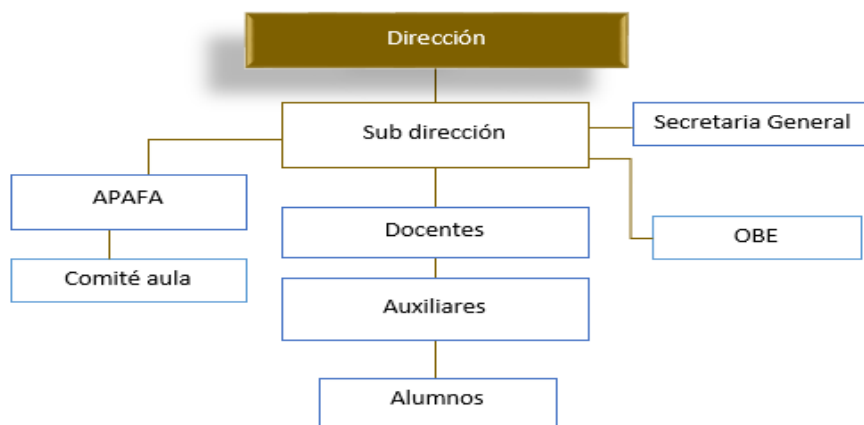 Dirección
Sub dirección
Secretaria General
APAFA
Docentes
OBE
Comité aula
Auxiliares
Alumnos